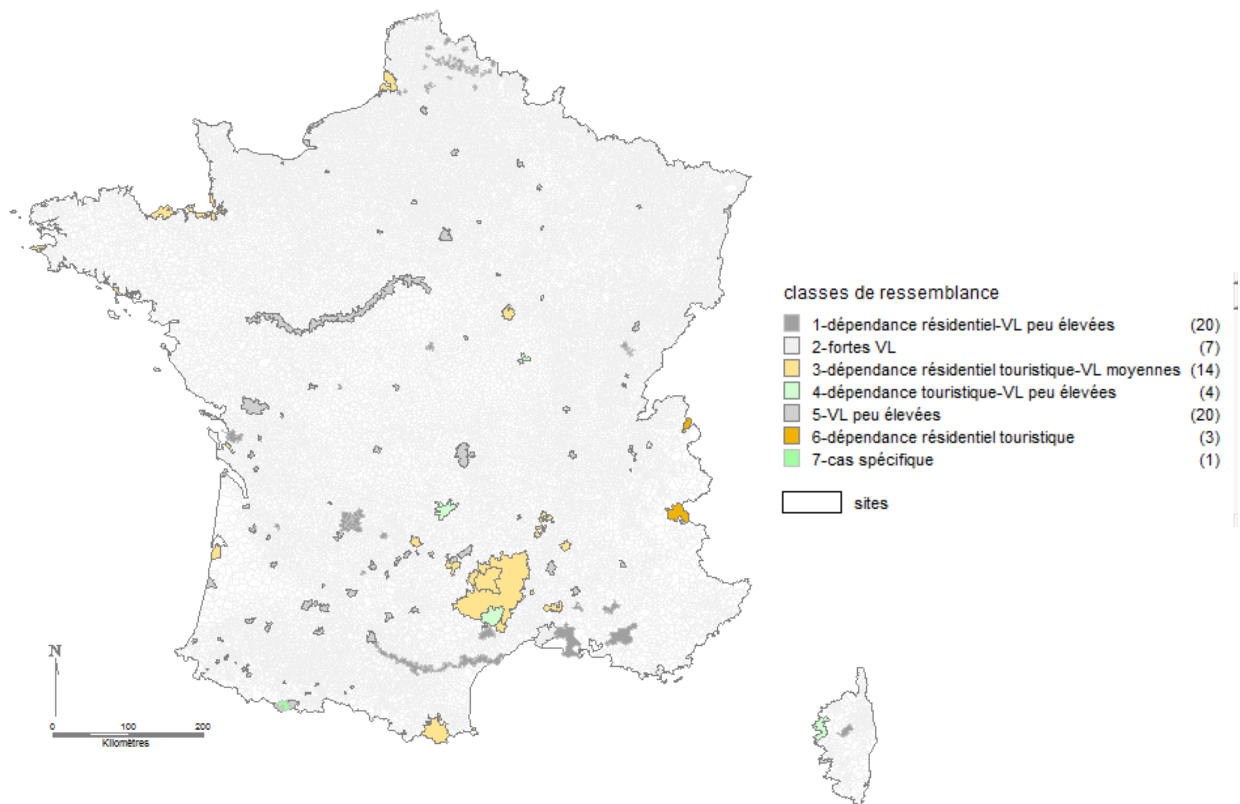 classes de ressemblance
1-dépendance résidentiel-VL peu élevées (20)
2-fortes VL (7)
3-dépendance résidentiel touristique-VL moyennes (14)
4-dépendance touristique-VL peu élevées (4)
5-VL peu élevées (20)
6-dépendance résidentiel touristique (3)
7-cas spécifique (1)
sites
N
0 100 200
Kilomètres